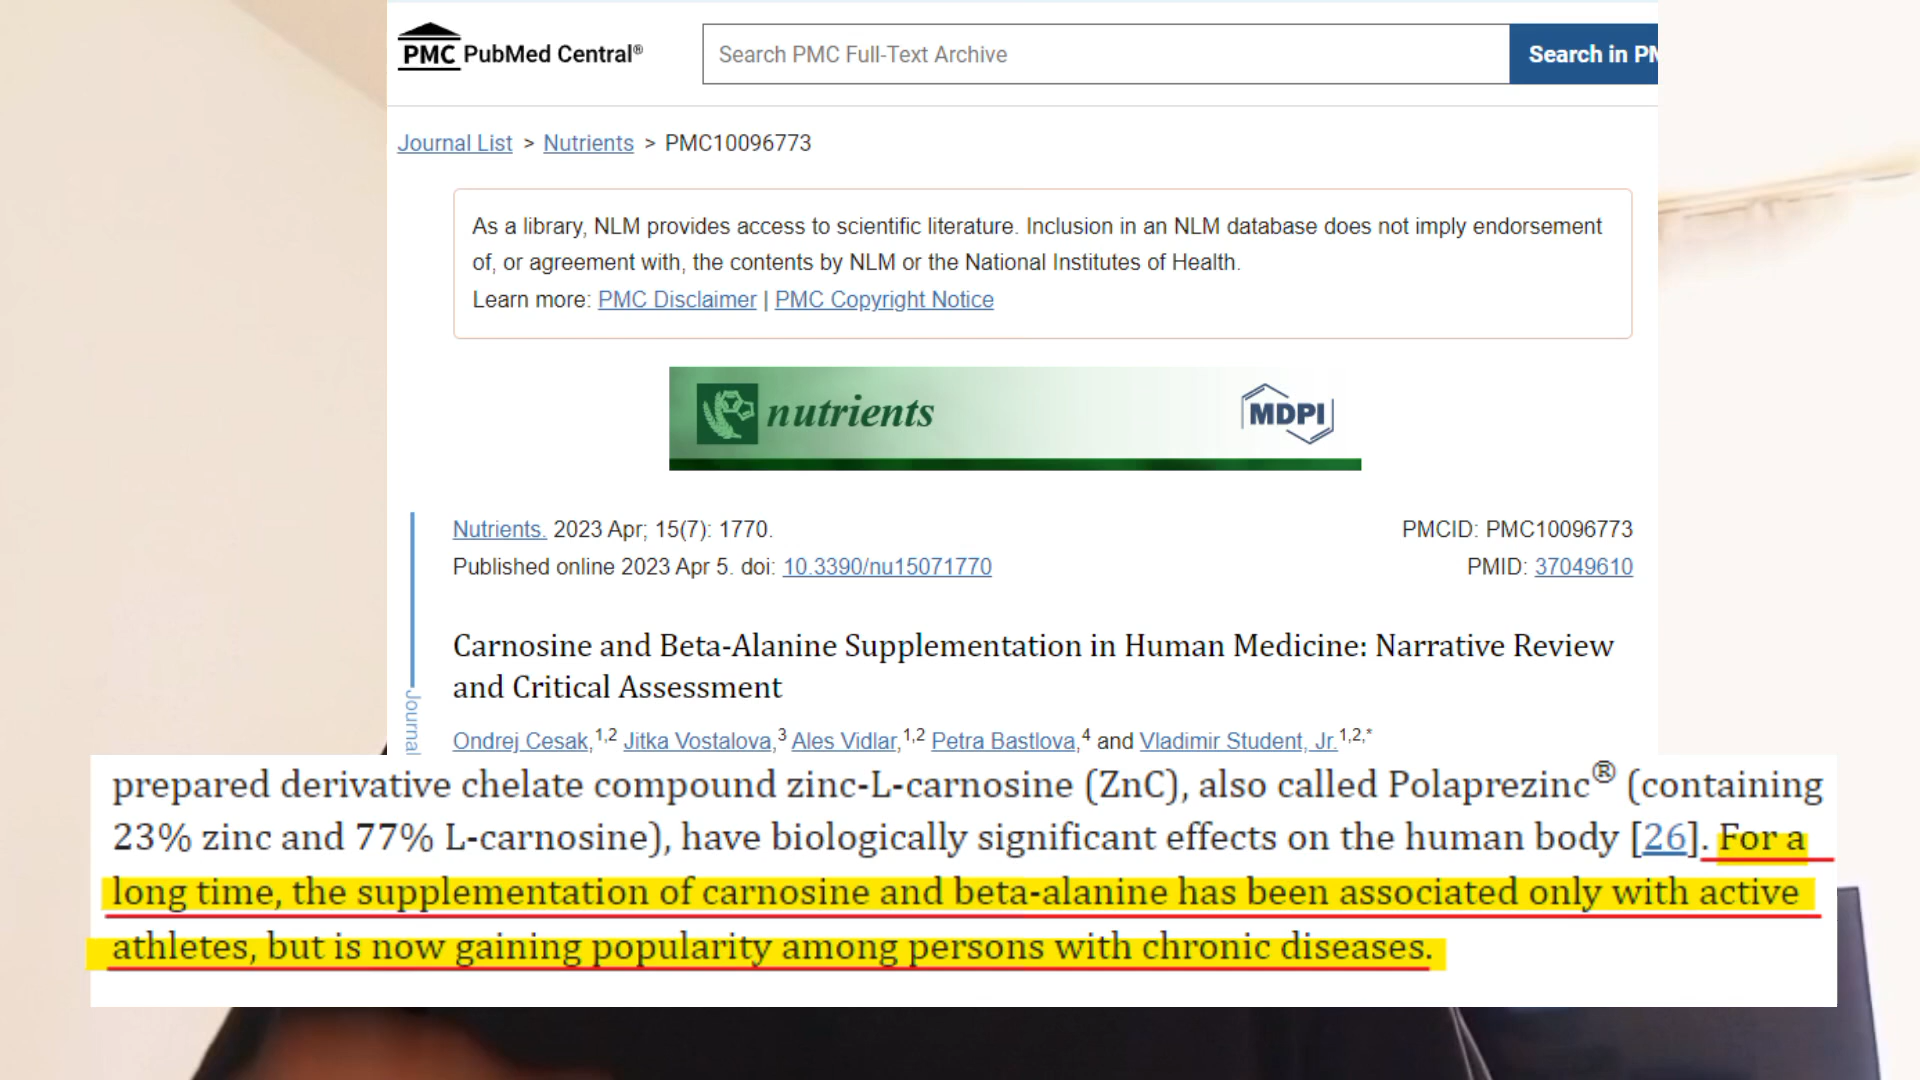 PMC PubMed Central®
Search PMC Full-Text Archive
Search in PM
Journal List > Nutrients > PMC10096773
As a library, NLM provides access to scientific literature. Inclusion in an NLM database does not imply endorsement
of, or agreement with, the contents by NLM or the National Institutes of Health.
Learn more: PMC Disclaimer | PMC Copyright Notice
nutrients
MDPI
Nutrients. 2023 Apr; 15(7): 1770.
PMCID: PMC10096773
Published online 2023 Apr 5. doi: 10.3390/nu15071770
PMID: 37049610
Carnosine and Beta-Alanine Supplementation in Human Medicine: Narrative Review
and Critical Assessment
Journal
Ondrej Cesak,1,2 Jitka Vostalova,3 Ales Vidlar,1,2 Petra Bastlova,4 and Vladimir Student, Jr.1,2,*
prepared derivative chelate compound zinc-L-carnosine (ZnC), also called Polaprezinc® (containing
23% zinc and 77% L-carnosine), have biologically significant effects on the human body [26]. For a
long time, the supplementation of carnosine and beta-alanine has been associated only with active
athletes, but is now gaining popularity among persons with chronic diseases.